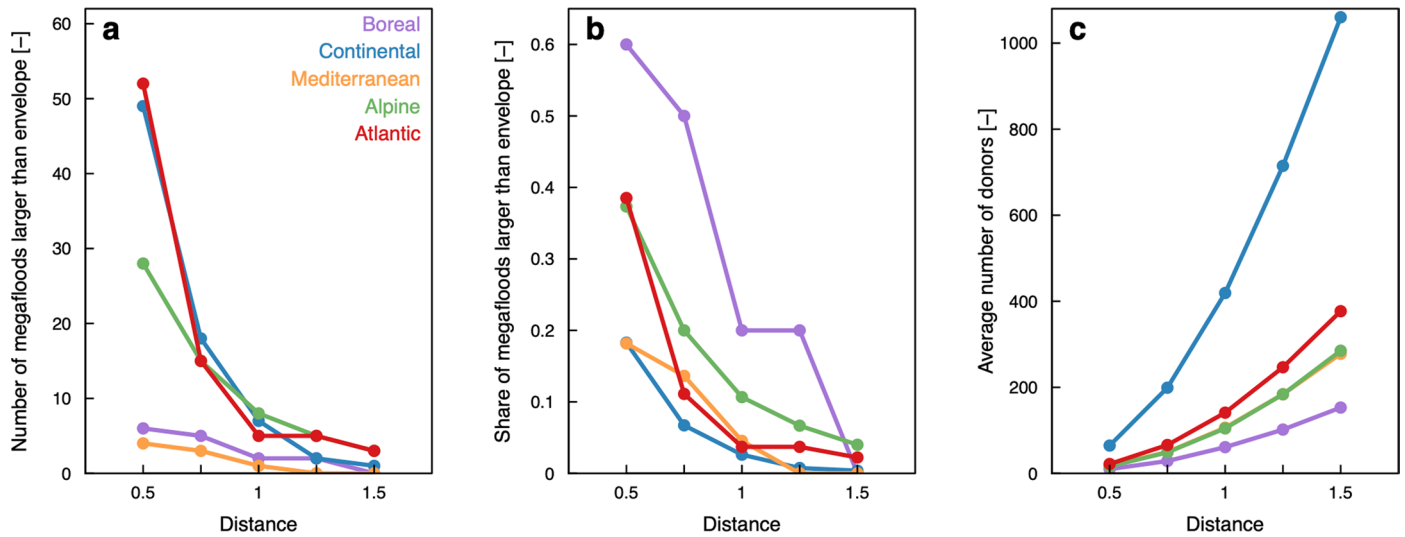 a
Number of megafloods larger than envelope [–]
60
50
40
30
20
10
0
Boreal
Continental
Mediterranean
Alpine
Atlantic
0.5
1
1.5
Distance
b
Share of megafloods larger than envelope [–]
0.6
0.5
0.4
0.3
0.2
0.1
0
0.5
1
1.5
Distance
c
Average number of donors [–]
1000
800
600
400
200
0
0.5
1
1.5
Distance